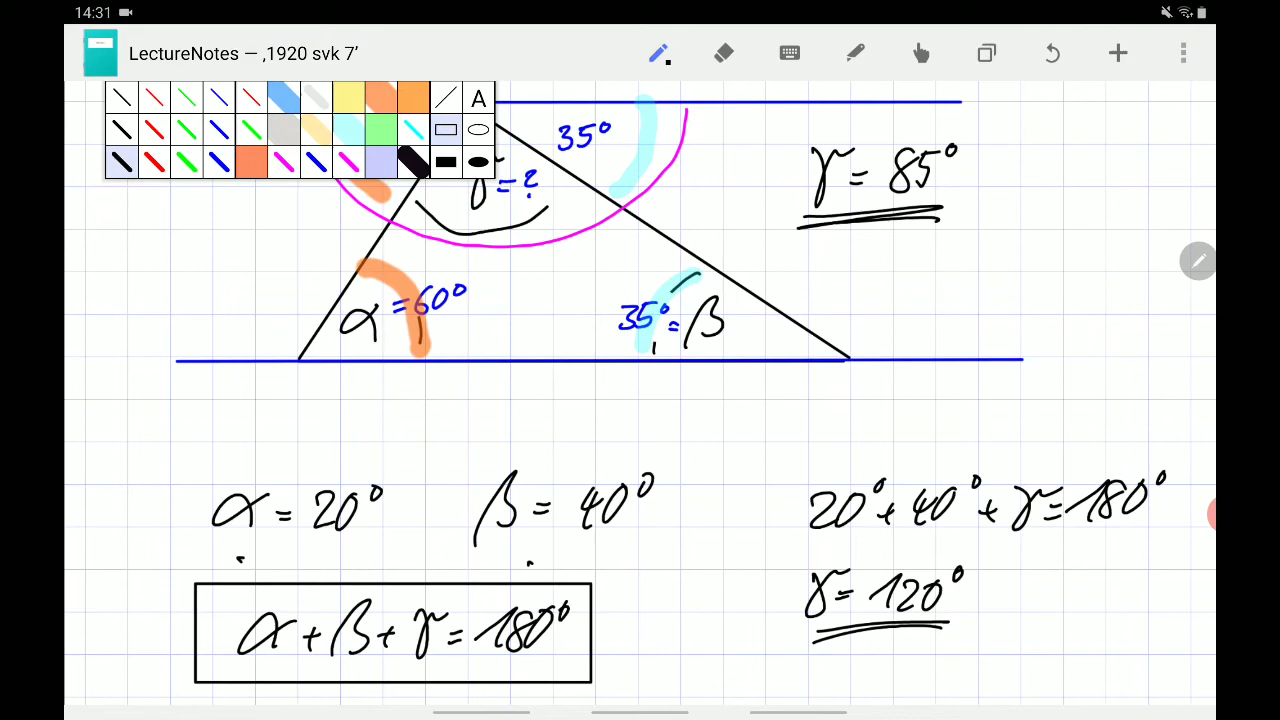 14:31
LectureNotes — ‚1920 svk 7’
A
35°
γ = ?
γ = 85°
α = 60°
35° = β
α = 20°
β = 40°
20° + 40° + γ = 180°
γ = 120°
α + β + γ = 180°